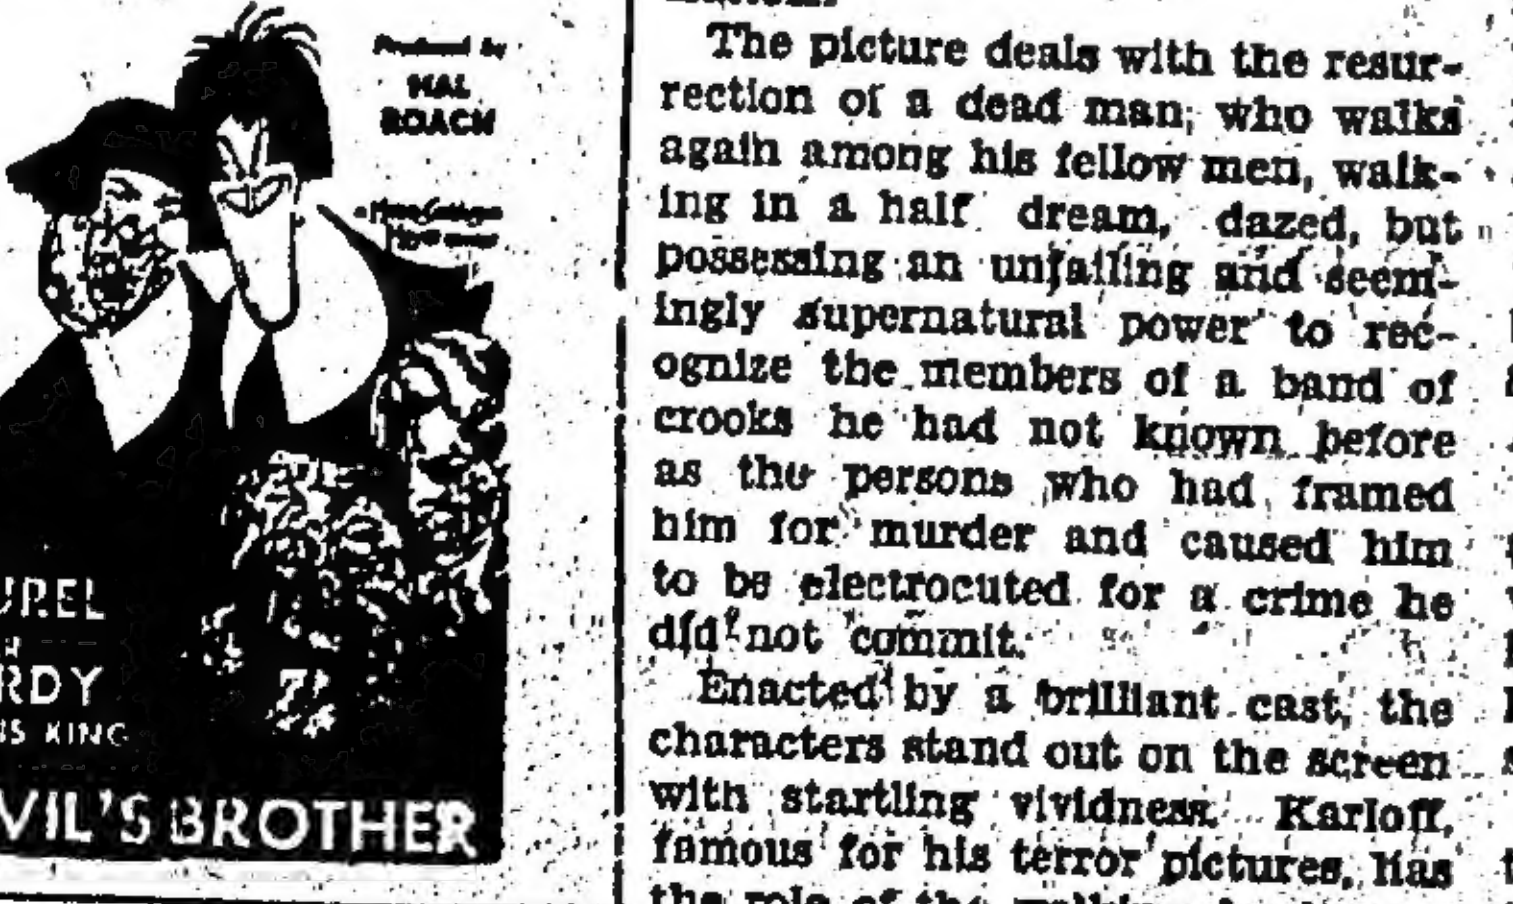 Produced by
HAL
ROACH
UREL
RDY
IS KING
VIL'S BROTHER
The picture deals with the resur-
rection of a dead man, who walks
again among his fellow men, walk-
ing in a half dream, dazed, but
possessing an unfailing and seem-
ingly supernatural power to rec-
ognize the members of a band of
crooks he had not known before
as the persons who had framed
him for murder and caused him
to be electrocuted for a crime he
did not commit.
Enacted by a brilliant cast, the
characters stand out on the screen
with startling vividness. Karloff,
famous for his terror pictures, has
the role of the